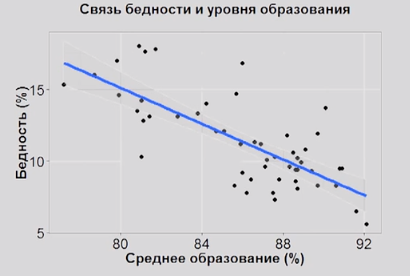 Связь бедности и уровня образования
Бедность (%)
15
10
5
80 84 88 92
Среднее образование (%)